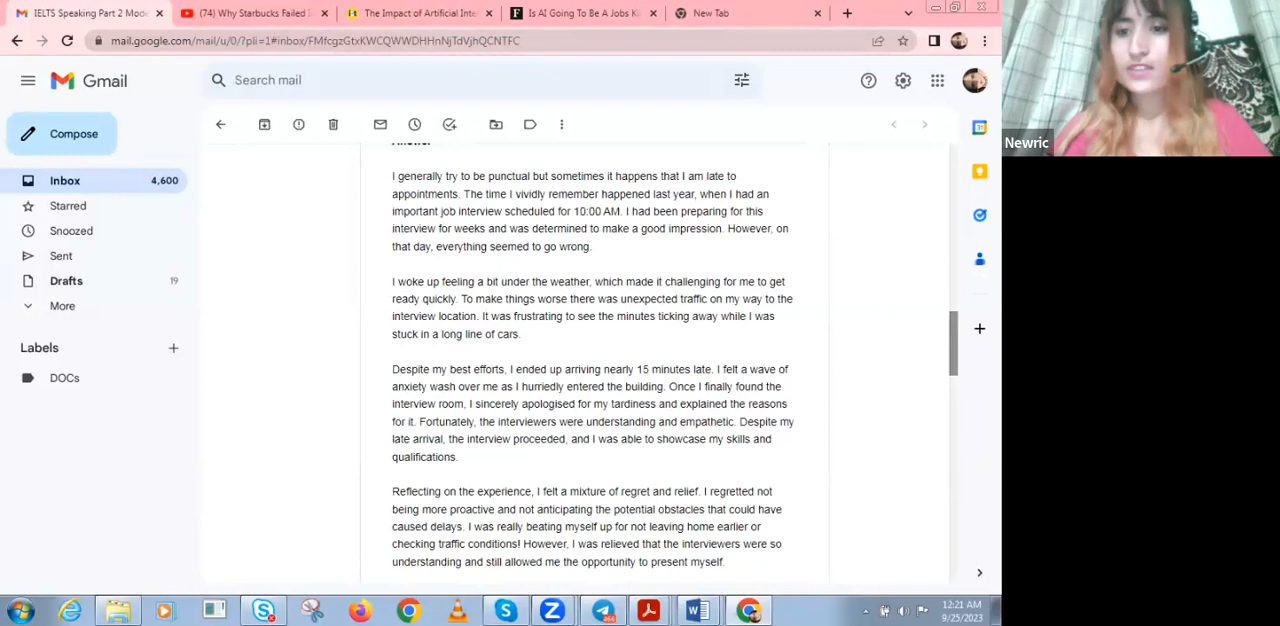 IELTS Speaking Part 2 Mode
(74) Why Starbucks Failed I
The Impact of Artificial Inte
Is AI Going To Be A Jobs Ki
New Tab
mail.google.com/mail/u/0/?pli=1#inbox/FMfcgzGtxKWCQWWDHHnNjTdVjhQCNTFC
Gmail
Search mail
Compose
Inbox 4,600
Starred
Snoozed
Sent
Drafts 19
More
Labels
DOCs
Answer
I generally try to be punctual but sometimes it happens that I am late to
appointments. The time I vividly remember happened last year, when I had an
important job interview scheduled for 10:00 AM. I had been preparing for this
interview for weeks and was determined to make a good impression. However, on
that day, everything seemed to go wrong.
I woke up feeling a bit under the weather, which made it challenging for me to get
ready quickly. To make things worse there was unexpected traffic on my way to the
interview location. It was frustrating to see the minutes ticking away while I was
stuck in a long line of cars.
Despite my best efforts, I ended up arriving nearly 15 minutes late. I felt a wave of
anxiety wash over me as I hurriedly entered the building. Once I finally found the
interview room, I sincerely apologised for my tardiness and explained the reasons
for it. Fortunately, the interviewers were understanding and empathetic. Despite my
late arrival, the interview proceeded, and I was able to showcase my skills and
qualifications.
Reflecting on the experience, I felt a mixture of regret and relief. I regretted not
being more proactive and not anticipating the potential obstacles that could have
caused delays. I was really beating myself up for not leaving home earlier or
checking traffic conditions! However, I was relieved that the interviewers were so
understanding and still allowed me the opportunity to present myself.
Newric
12:21 AM
9/25/2023